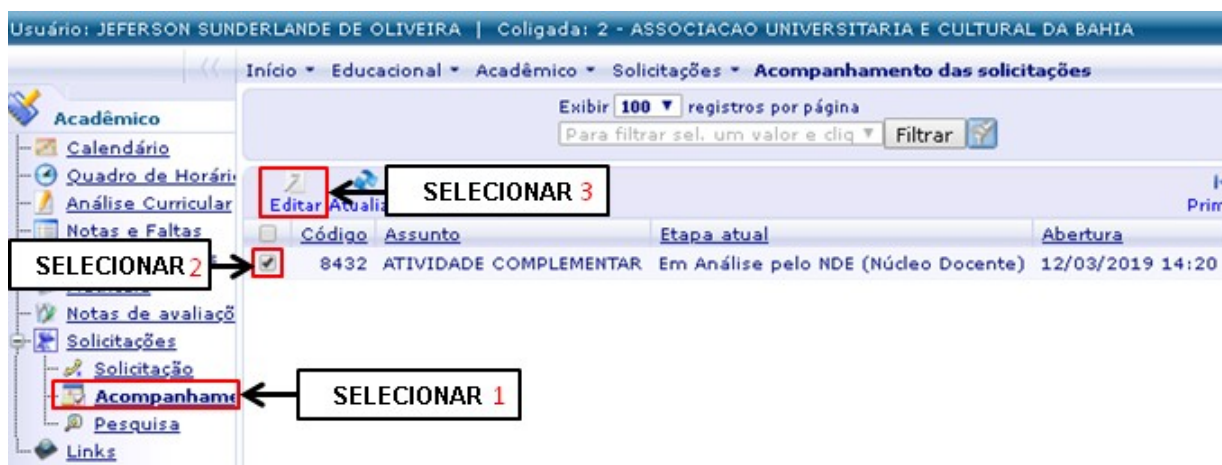 Usuário: JEFERSON SUNDERLANDE DE OLIVEIRA | Coligada: 2 - ASSOCIACAO UNIVERSITARIA E CULTURAL DA BAHIA
Início Educacional Acadêmico Solicitações Acompanhamento das solicitações
Exibir 100 registros por página
Para filtrar sel. um valor e cliq Filtrar
Acadêmico
Calendário
Quadro de Horári
Análise Curricular
Notas e Faltas
Notas de avaliaçõ
Solicitações
Solicitação
Acompanhame
Pesquisa
Links
SELECIONAR 3
Editar Atuali
Prim
Código Assunto Etapa atual Abertura
SELECIONAR 2
8432 ATIVIDADE COMPLEMENTAR Em Análise pelo NDE (Núcleo Docente) 12/03/2019 14:20
SELECIONAR 1